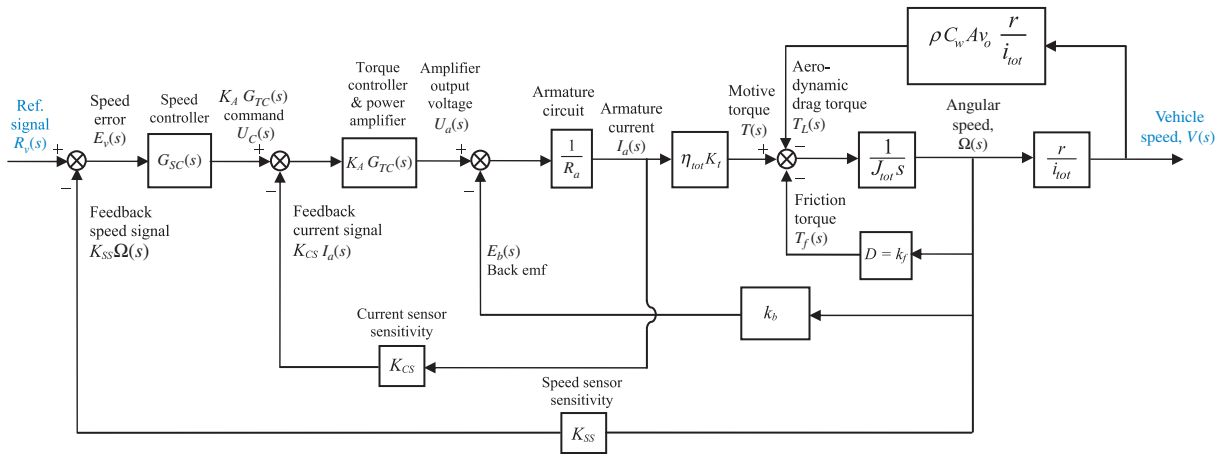 Ref.
signal
R_v(s)
+
−
Speed
error
E_v(s)
Speed
controller
G_SC(s)
K_A G_TC(s)
command
U_C(s)
+
−
Torque
controller
& power
amplifier
K_A G_TC(s)
Amplifier
output
voltage
U_a(s)
+
−
Armature
circuit
1
R_a
Armature
current
I_a(s)
η_tot K_t
Motive
torque
T(s)
+
−
−
Aero-
dynamic
drag torque
T_L(s)
ρ C_w A v_o r
i_tot
1
J_tot s
Angular
speed,
Ω(s)
r
i_tot
Vehicle
speed, V(s)
Feedback
speed signal
K_SS Ω(s)
Feedback
current signal
K_CS I_a(s)
E_b(s)
Back emf
Friction
torque
T_f(s)
D = k_f
k_b
Current sensor
sensitivity
K_CS
Speed sensor
sensitivity
K_SS